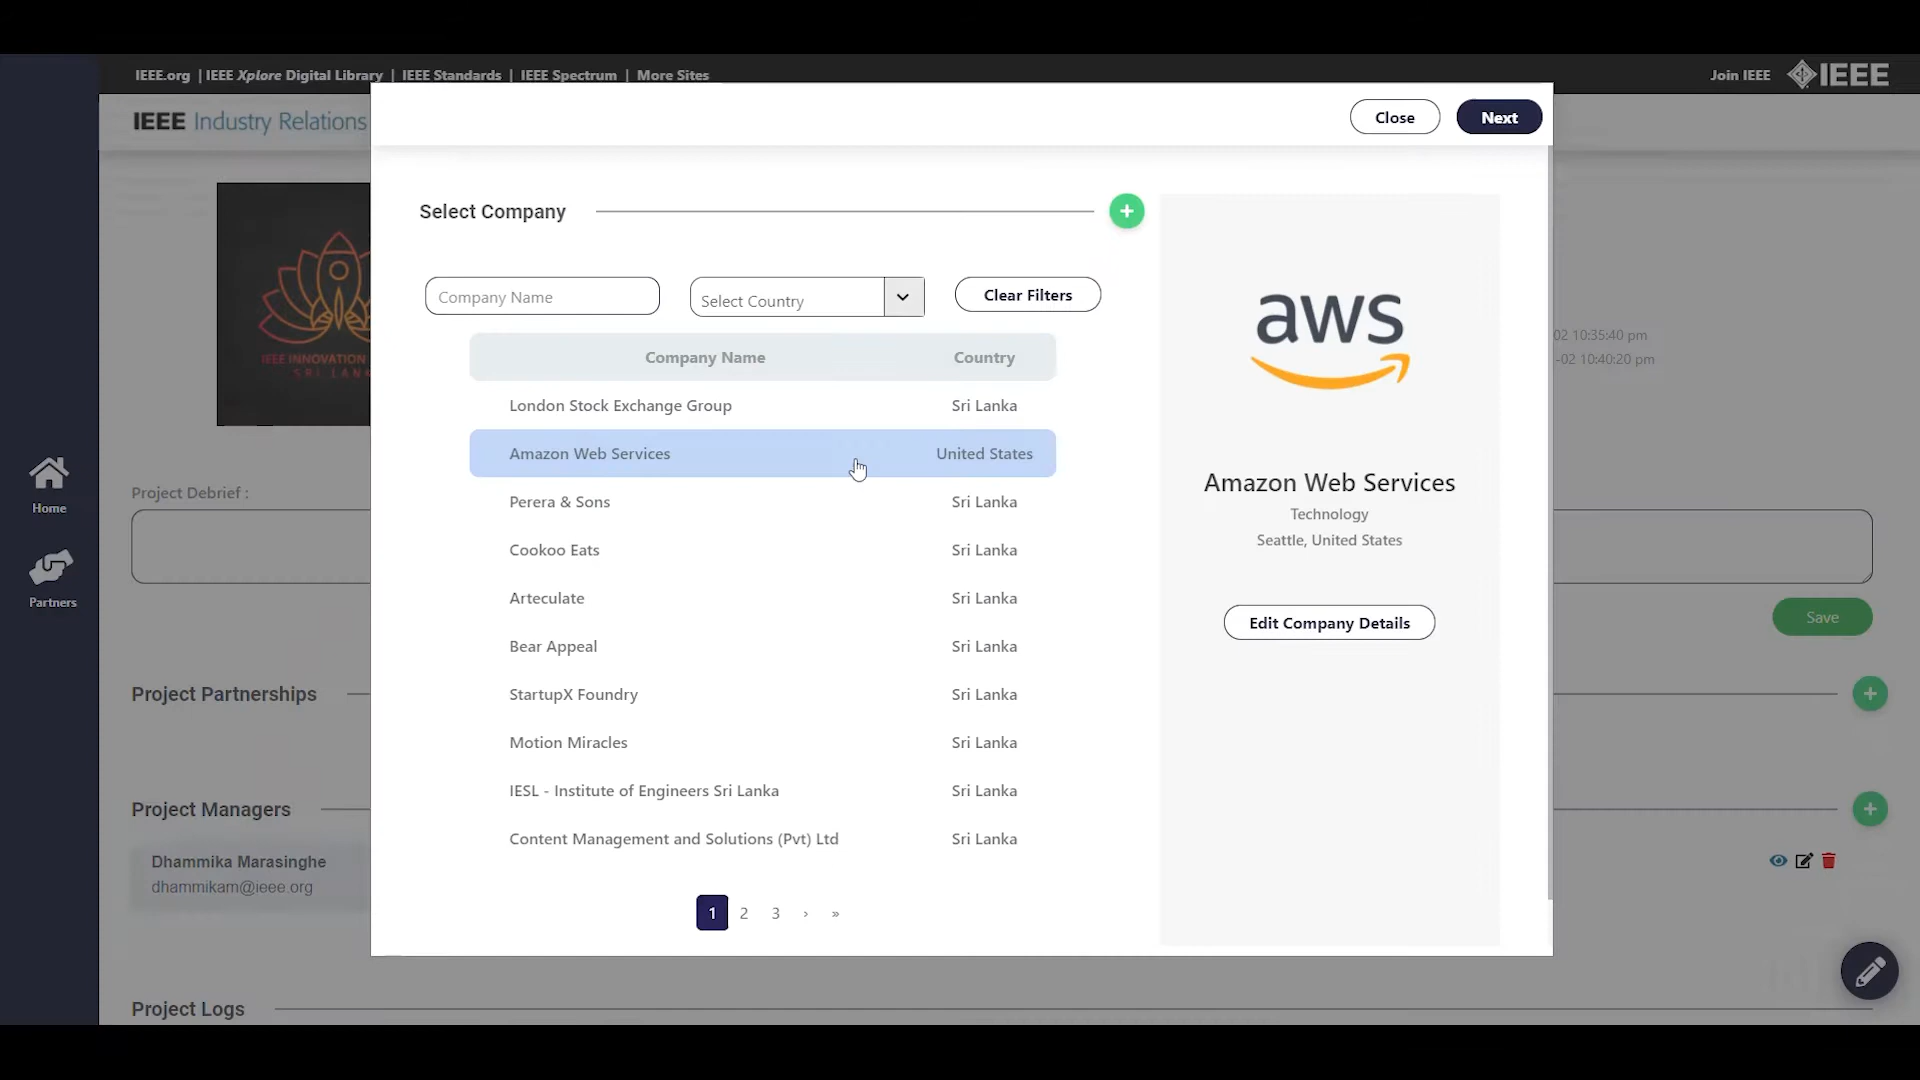 IEEE.org | IEEE Xplore Digital Library | IEEE Standards | IEEE Spectrum | More Sites
Join IEEE
IEEE
IEEE Industry Relations
Close
Next
Select Company
+
Company Name
Select Country
Clear Filters
Company Name Country
London Stock Exchange Group Sri Lanka
Amazon Web Services United States
Perera & Sons Sri Lanka
Cookoo Eats Sri Lanka
Arteculate Sri Lanka
Bear Appeal Sri Lanka
StartupX Foundry Sri Lanka
Motion Miracles Sri Lanka
IESL - Institute of Engineers Sri Lanka Sri Lanka
Content Management and Solutions (Pvt) Ltd Sri Lanka
1 2 3 › »
aws
Amazon Web Services
Technology
Seattle, United States
Edit Company Details
IEEE INNOVATION
SRI LANK
02 10:35:40 pm
-02 10:40:20 pm
Home
Partners
Project Debrief :
Save
Project Partnerships
+
Project Managers
+
Dhammika Marasinghe
dhammikam@ieee.org
Project Logs